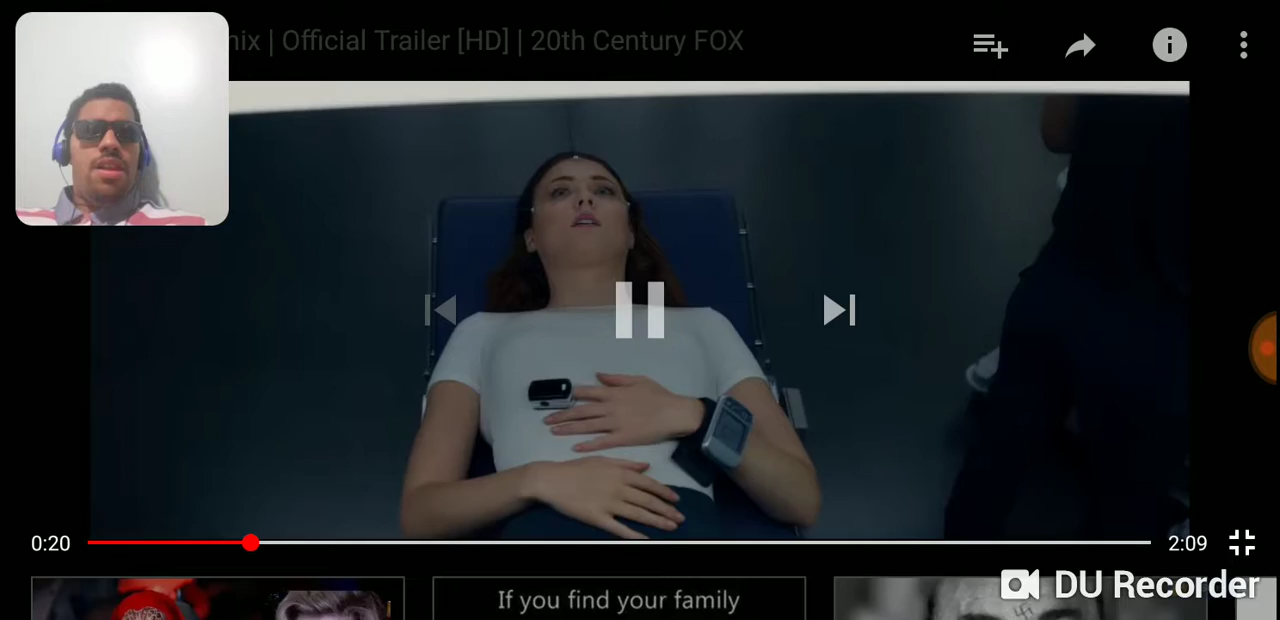 nix | Official Trailer [HD] | 20th Century FOX
0:20
2:09
DU Recorder
If you find your family